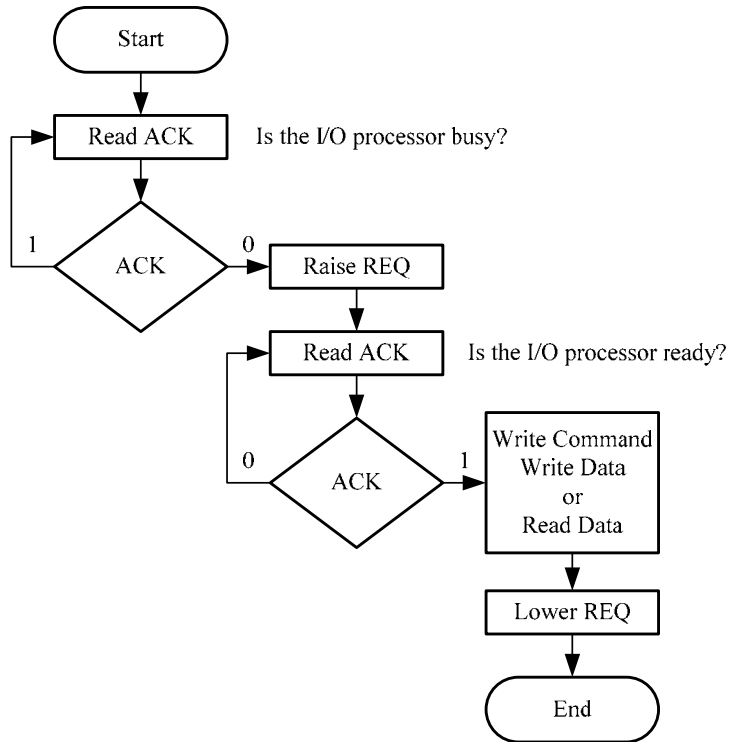 Start
Read ACK
Is the I/O processor busy?
1
ACK
0
Raise REQ
Read ACK
Is the I/O processor ready?
0
ACK
1
Write Command
Write Data
or
Read Data
Lower REQ
End